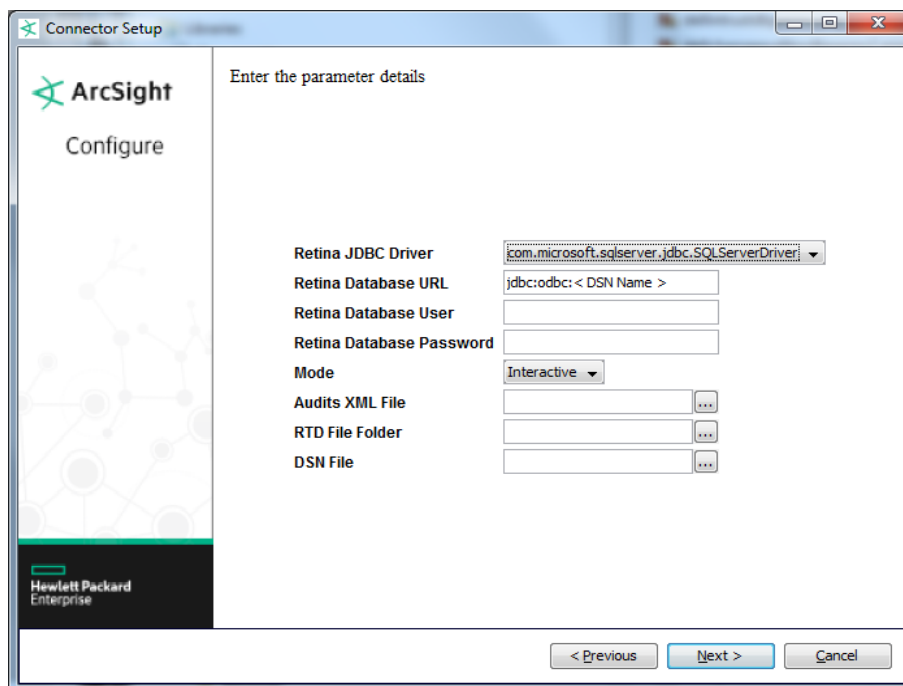 Connector Setup
ArcSight
Configure
Enter the parameter details
Retina JDBC Driver com.microsoft.sqlserver.jdbc.SQLServerDriver
Retina Database URL jdbc:odbc:< DSN Name >
Retina Database User
Retina Database Password
Mode Interactive
Audits XML File ...
RTD File Folder ...
DSN File ...
Hewlett Packard
Enterprise
< Previous Next > Cancel